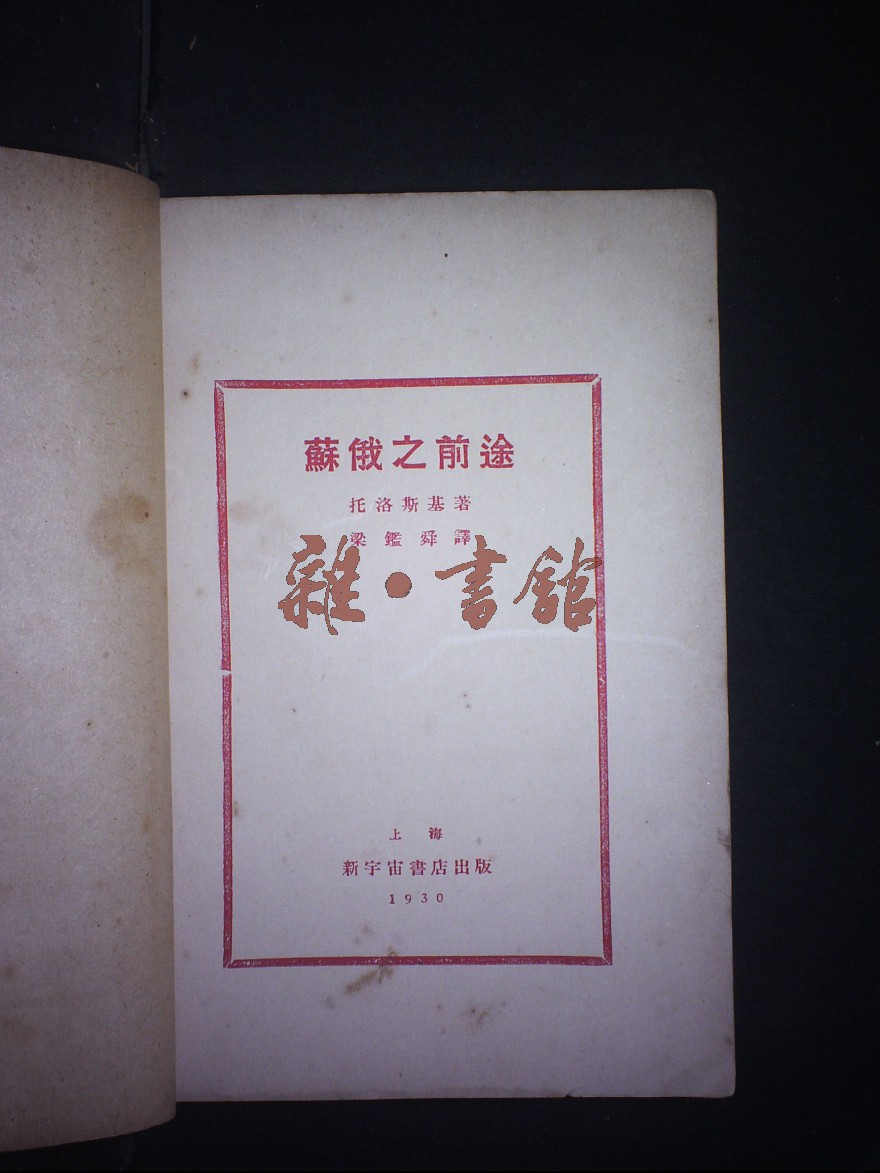 蘇俄之前途
托洛斯基著
梁鑑舜譯
雜·書舘
上海
新宇宙書店出版
1930